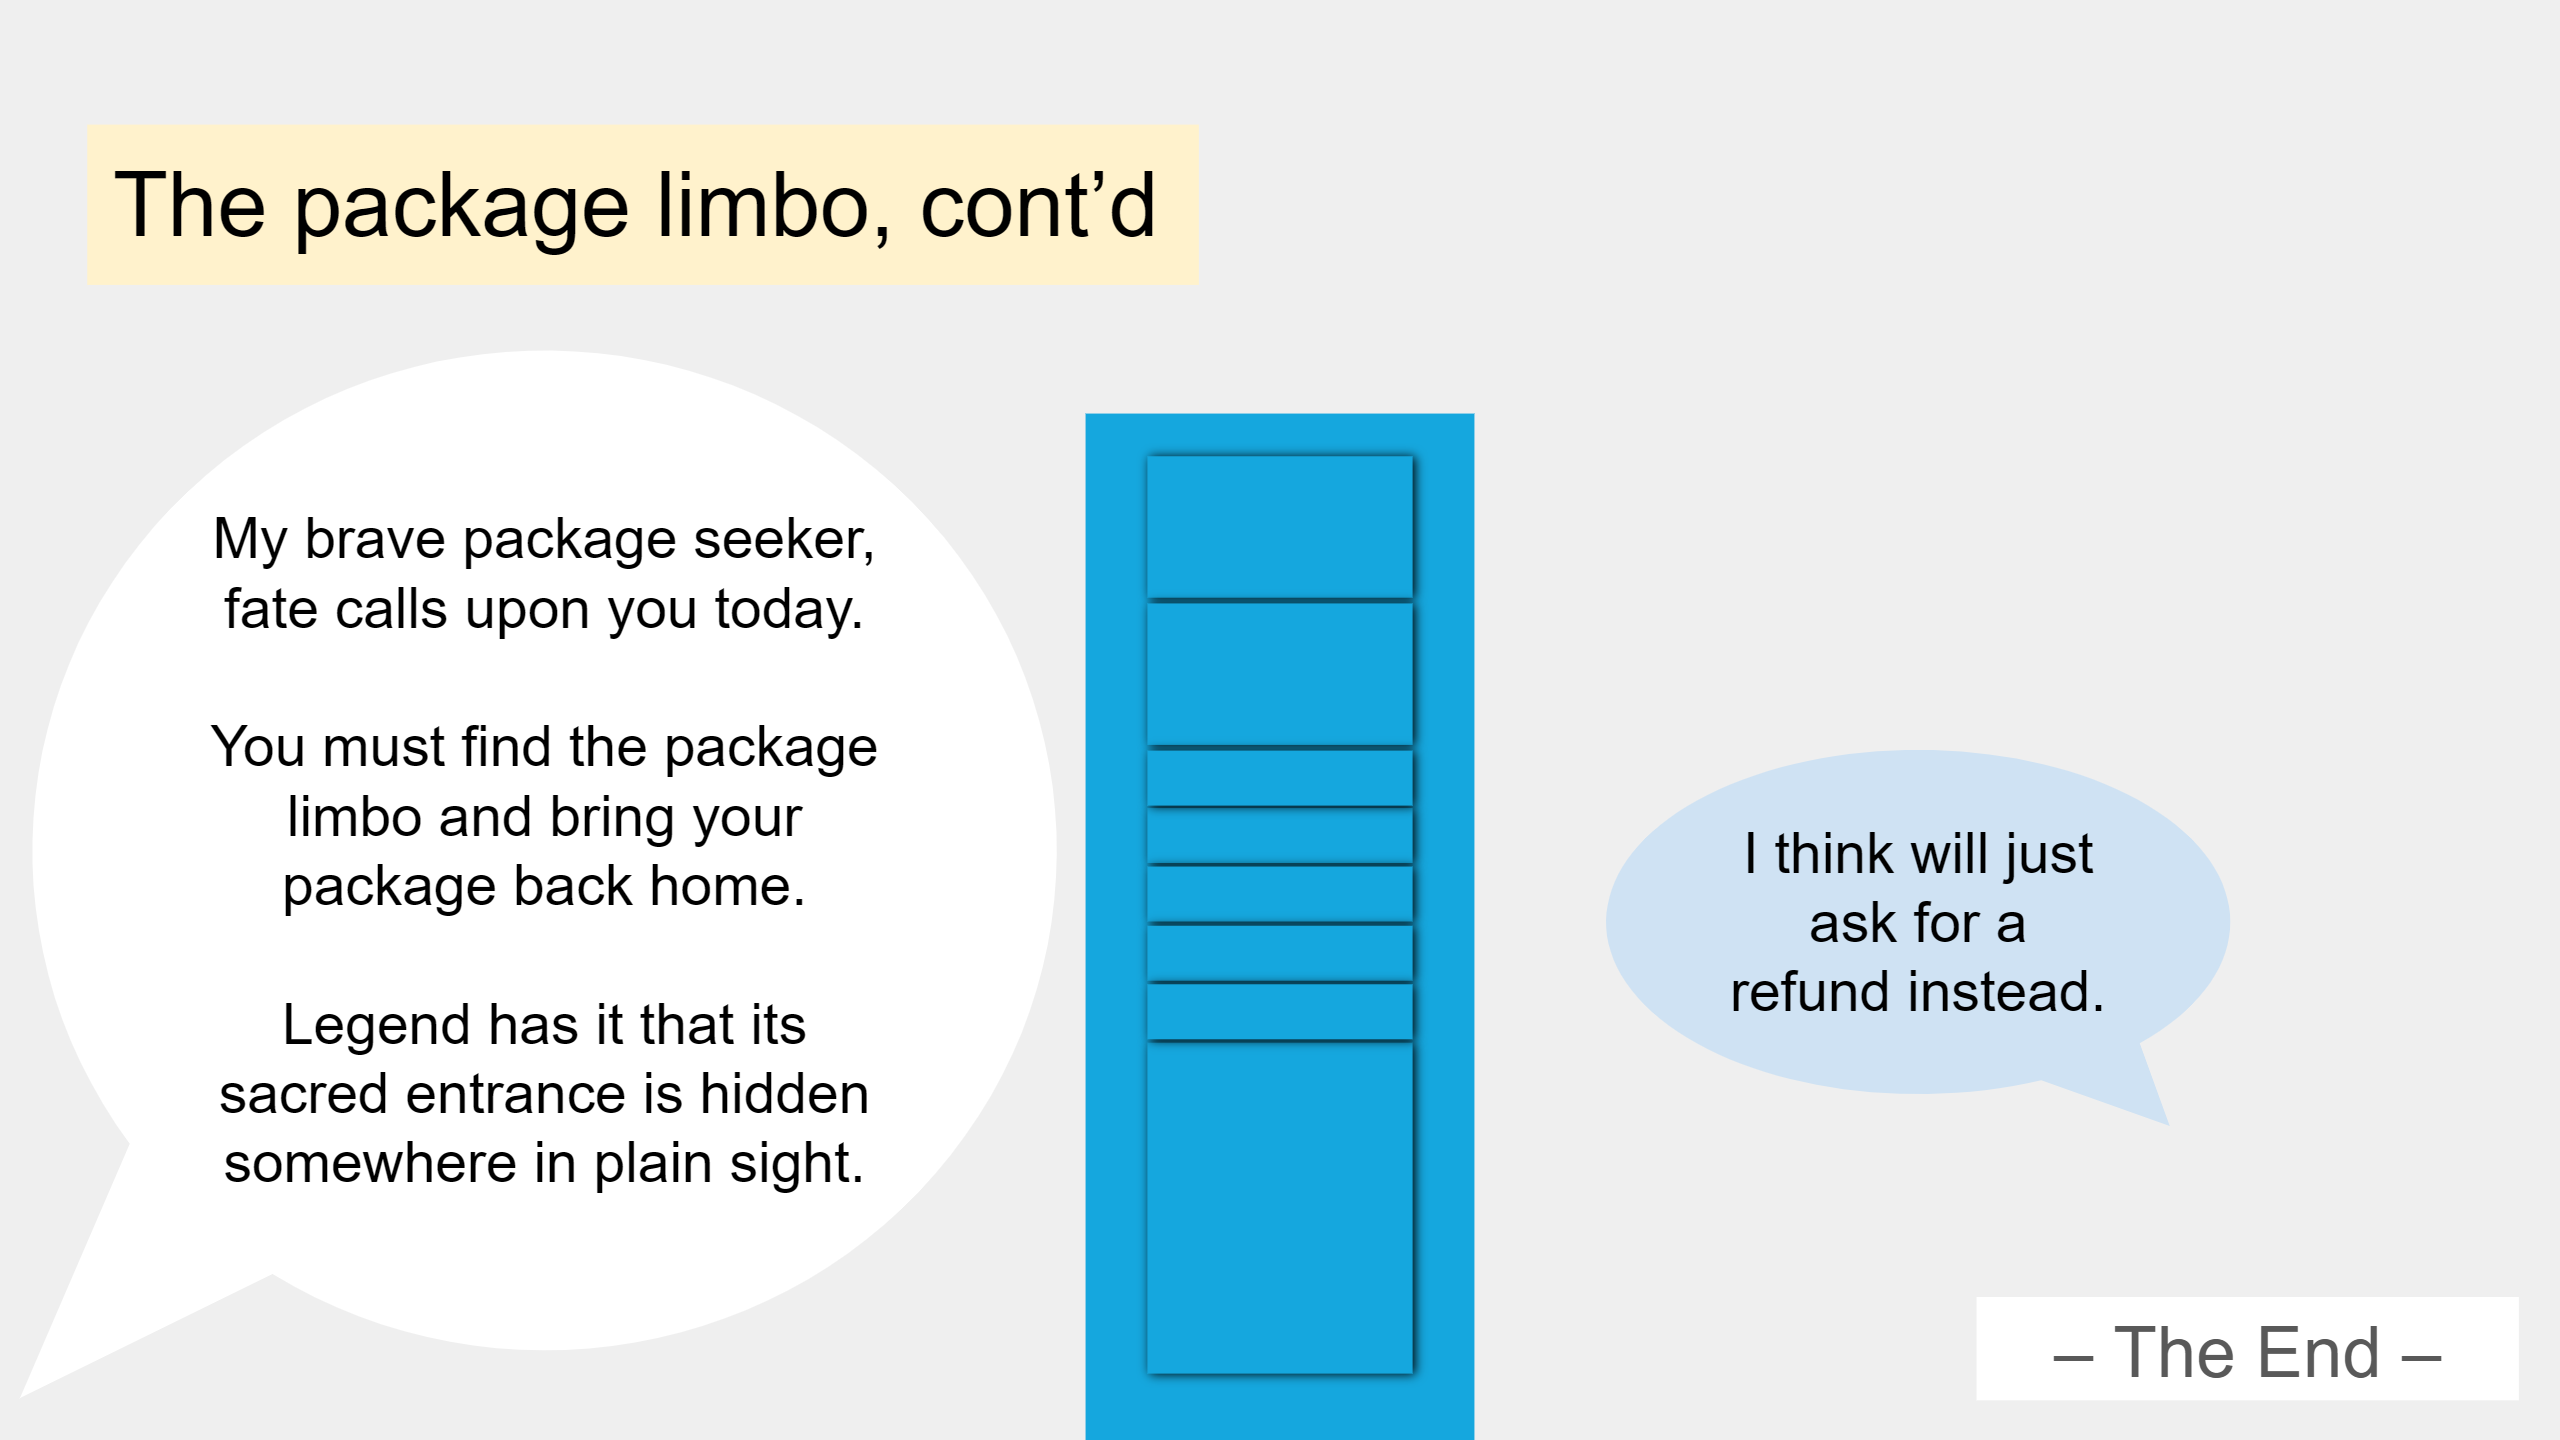 The package limbo, cont’d
My brave package seeker,
fate calls upon you today.
You must find the package
limbo and bring your
package back home.
Legend has it that its
sacred entrance is hidden
somewhere in plain sight.
I think will just
ask for a
refund instead.
– The End –